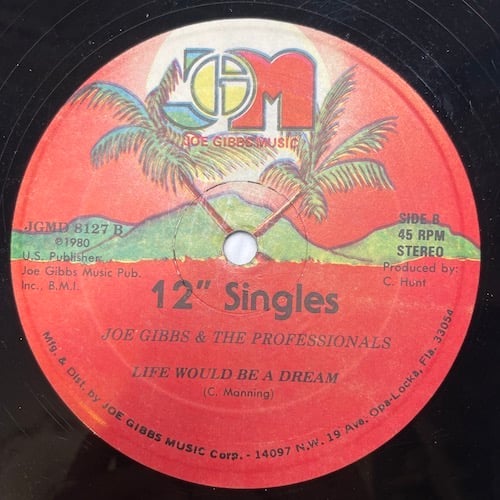 JGM
JOE GIBBS MUSIC
JGMD 8127 B
℗1980
U.S. Publisher:
Joe Gibbs Music Pub.
Inc., B.M.I.
SIDE B
45 RPM
STEREO
Produced by:
C. Hunt
12" Singles
JOE GIBBS & THE PROFESSIONALS
LIFE WOULD BE A DREAM
(C. Manning)
Mfg. & Dist. by JOE GIBBS MUSIC Corp. - 14097 N.W. 19 Ave. Opa-Locka, Fla. 33054